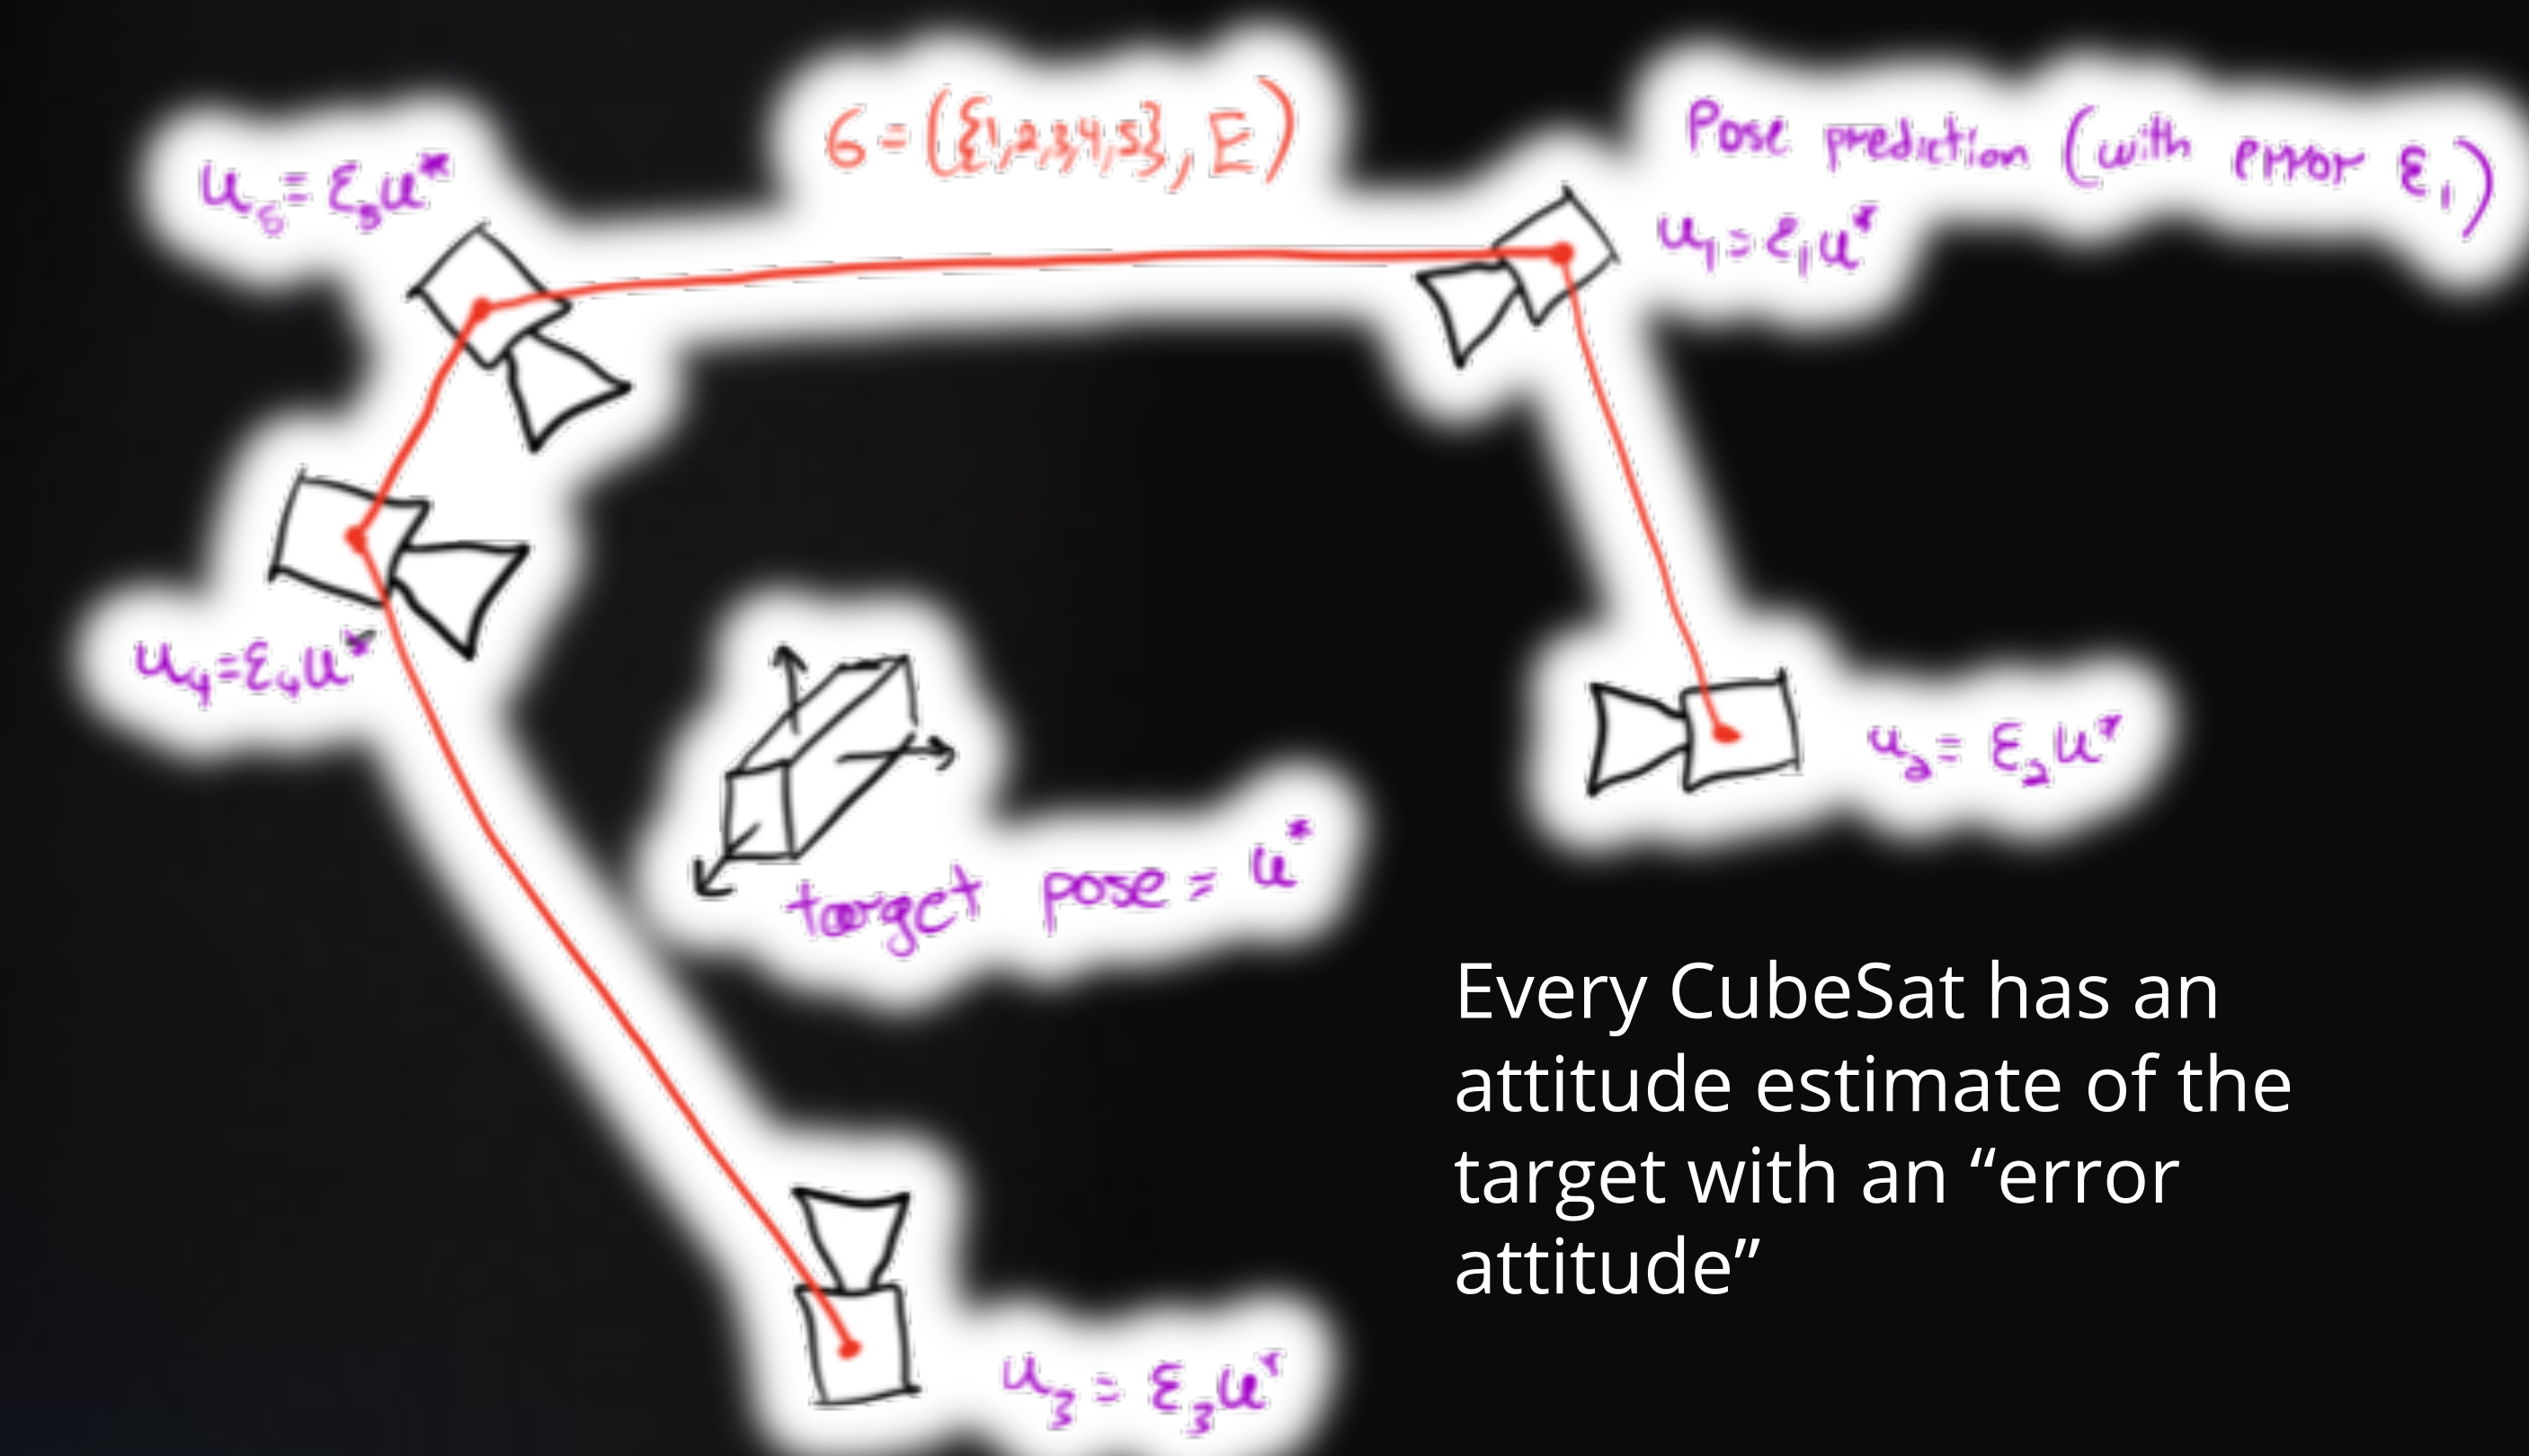 G = ({1,2,3,4,5}, E)
Pose prediction (with error ε₁)
u₁ = ε₁u*
u₅ = ε₅u*
u₄ = ε₄u*
u₂ = ε₂u*
target pose = u*
Every CubeSat has an
attitude estimate of the
target with an “error
attitude”
u₃ = ε₃u*